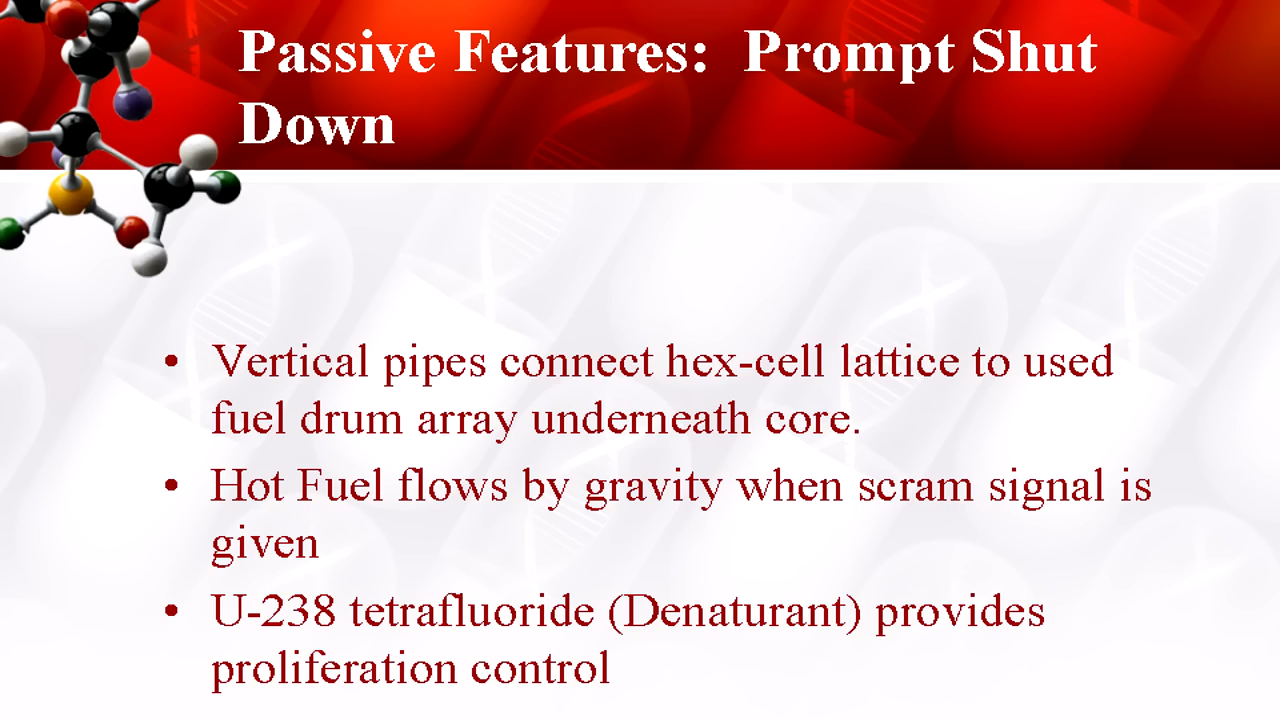 Passive Features:  Prompt Shut
Down
• Vertical pipes connect hex-cell lattice to used
fuel drum array underneath core.
• Hot Fuel flows by gravity when scram signal is
given
• U-238 tetrafluoride (Denaturant) provides
proliferation control